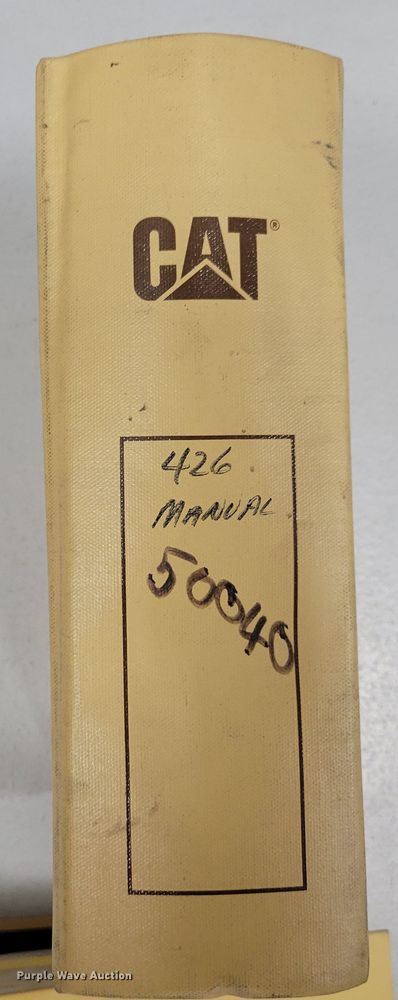 CAT®
426
MANUAL
50040
Purple Wave Auction